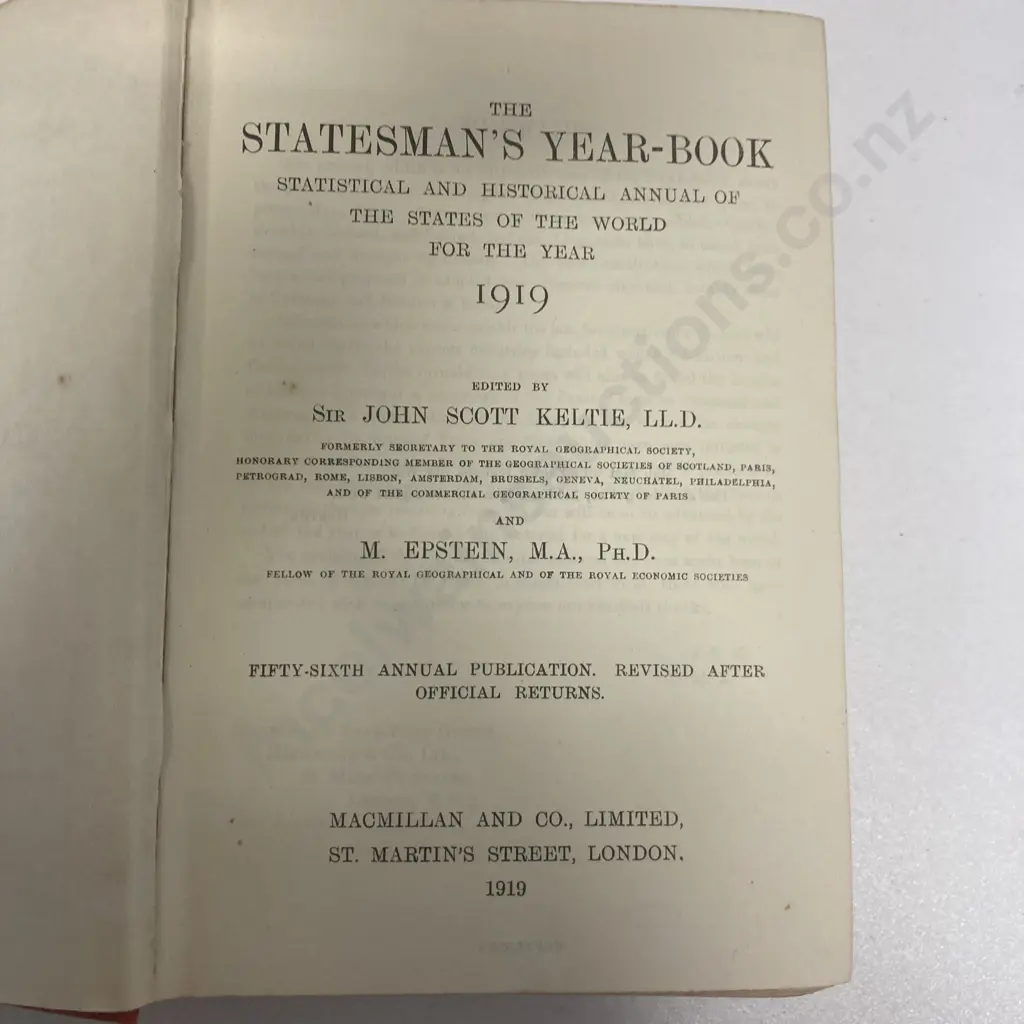 THE
STATESMAN'S YEAR-BOOK
STATISTICAL AND HISTORICAL ANNUAL OF
THE STATES OF THE WORLD
FOR THE YEAR
1919
EDITED BY
SIR JOHN SCOTT KELTIE, LL.D.
FORMERLY SECRETARY TO THE ROYAL GEOGRAPHICAL SOCIETY,
HONORARY CORRESPONDING MEMBER OF THE GEOGRAPHICAL SOCIETIES OF SCOTLAND, PARIS,
PETROGRAD, ROME, LISBON, AMSTERDAM, BRUSSELS, GENEVA, NEUCHATEL, PHILADELPHIA,
AND OF THE COMMERCIAL GEOGRAPHICAL SOCIETY OF PARIS
AND
M. EPSTEIN, M.A., PH.D.
FELLOW OF THE ROYAL GEOGRAPHICAL AND OF THE ROYAL ECONOMIC SOCIETIES
FIFTY-SIXTH ANNUAL PUBLICATION. REVISED AFTER
OFFICIAL RETURNS.
MACMILLAN AND CO., LIMITED,
ST. MARTIN'S STREET, LONDON.
1919